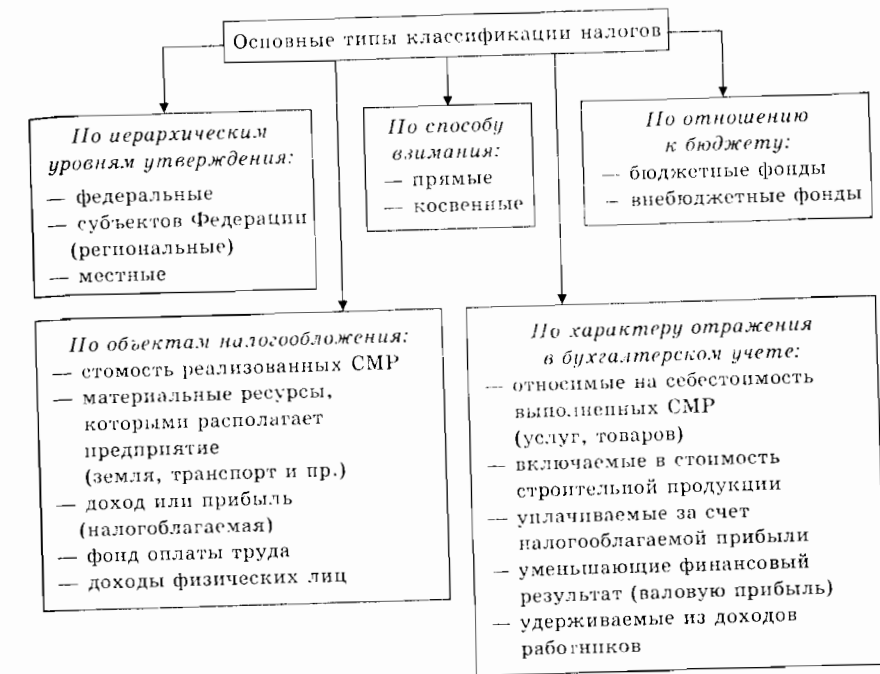 Основные типы классификации налогов
По иерархическим
уровням утверждения:
— федеральные
— субъектов Федерации
(региональные)
— местные
По способу
взимания:
— прямые
— косвенные
По отношению
к бюджету:
— бюджетные фонды
— внебюджетные фонды
По объектам налогообложения:
— стомость реализованных СМР
— материальные ресурсы,
которыми располагает
предприятие
(земля, транспорт и пр.)
— доход или прибыль
(налогоблагаемая)
— фонд оплаты труда
— доходы физических лиц
По характеру отражения
в бухгалтерском учете:
— относимые на себестоимость
выполненных СМР
(услуг, товаров)
— включаемые в стоимость
строительной продукции
— уплачиваемые за счет
налогооблагаемой прибыли
— уменьшающие финансовый
результат (валовую прибыль)
— удерживаемые из доходов
работников